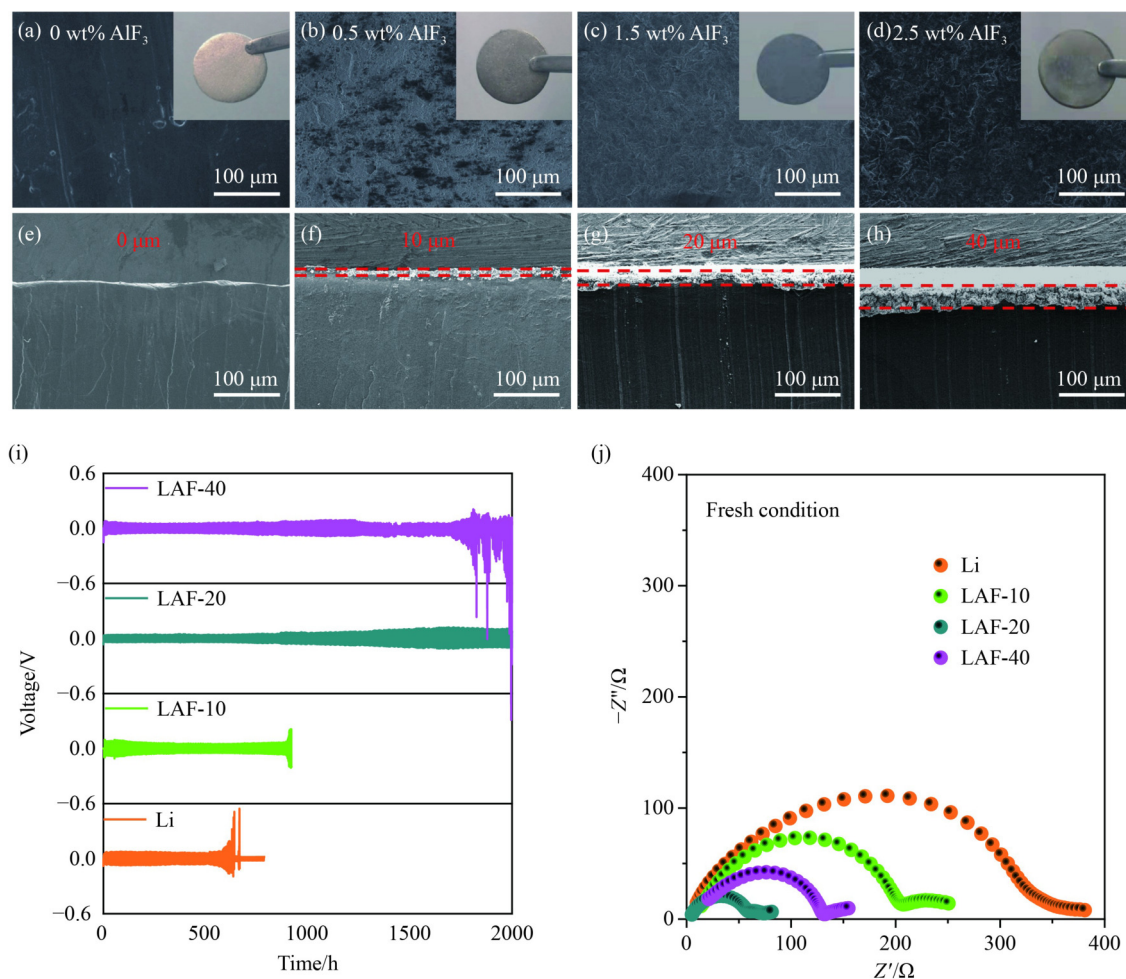 (a) 0 wt% AlF₃
100 μm
(b) 0.5 wt% AlF₃
100 μm
(c) 1.5 wt% AlF₃
100 μm
(d) 2.5 wt% AlF₃
100 μm
(e)
0 μm
100 μm
(f)
10 μm
100 μm
(g)
20 μm
100 μm
(h)
40 μm
100 μm
(i)
0.6
LAF-40
0.0
−0.6
LAF-20
0.0
−0.6
LAF-10
0.0
−0.6
Li
0.0
−0.6
Voltage/V
0 500 1000 1500 2000
Time/h
(j)
400
Fresh condition
300
Li
LAF-10
LAF-20
LAF-40
200
100
0
−Z″/Ω
0 100 200 300 400
Z′/Ω